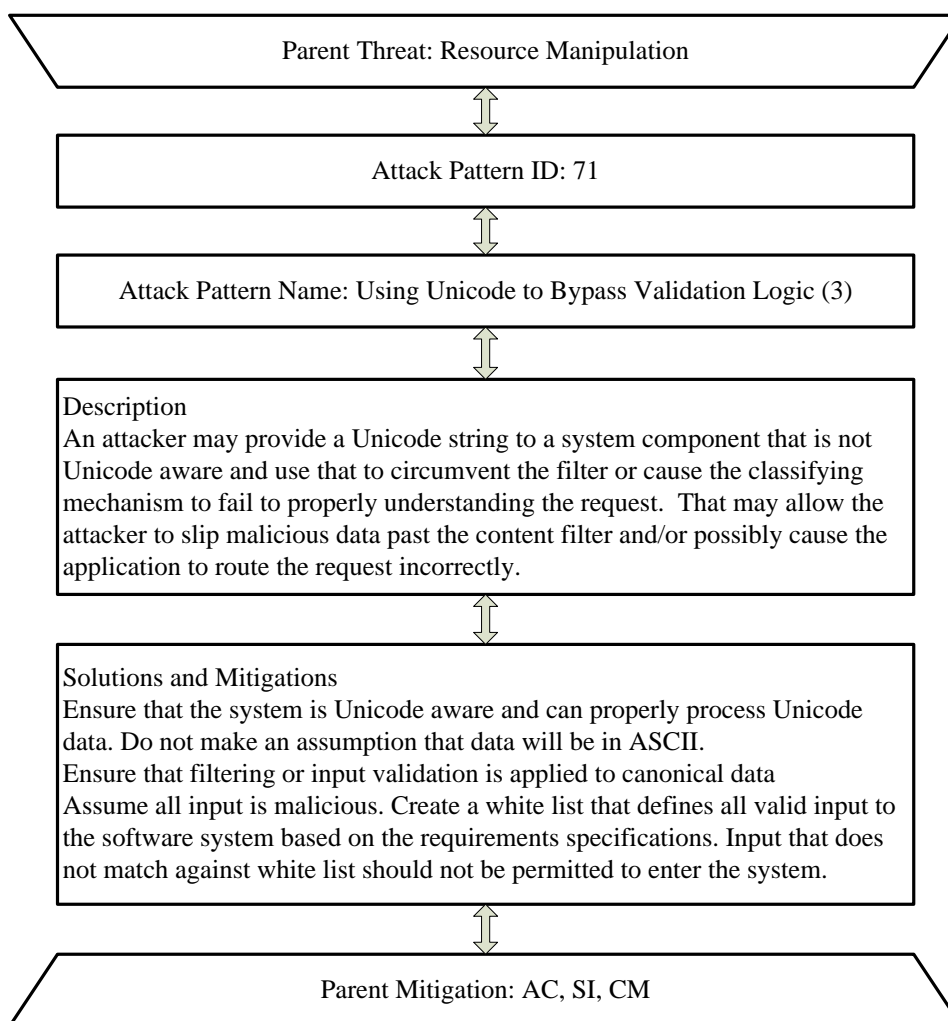 Parent Threat: Resource Manipulation
Attack Pattern ID: 71
Attack Pattern Name: Using Unicode to Bypass Validation Logic (3)
Description
An attacker may provide a Unicode string to a system component that is not
Unicode aware and use that to circumvent the filter or cause the classifying
mechanism to fail to properly understanding the request.  That may allow the
attacker to slip malicious data past the content filter and/or possibly cause the
application to route the request incorrectly.
Solutions and Mitigations
Ensure that the system is Unicode aware and can properly process Unicode
data. Do not make an assumption that data will be in ASCII.
Ensure that filtering or input validation is applied to canonical data
Assume all input is malicious. Create a white list that defines all valid input to
the software system based on the requirements specifications. Input that does
not match against white list should not be permitted to enter the system.
Parent Mitigation: AC, SI, CM